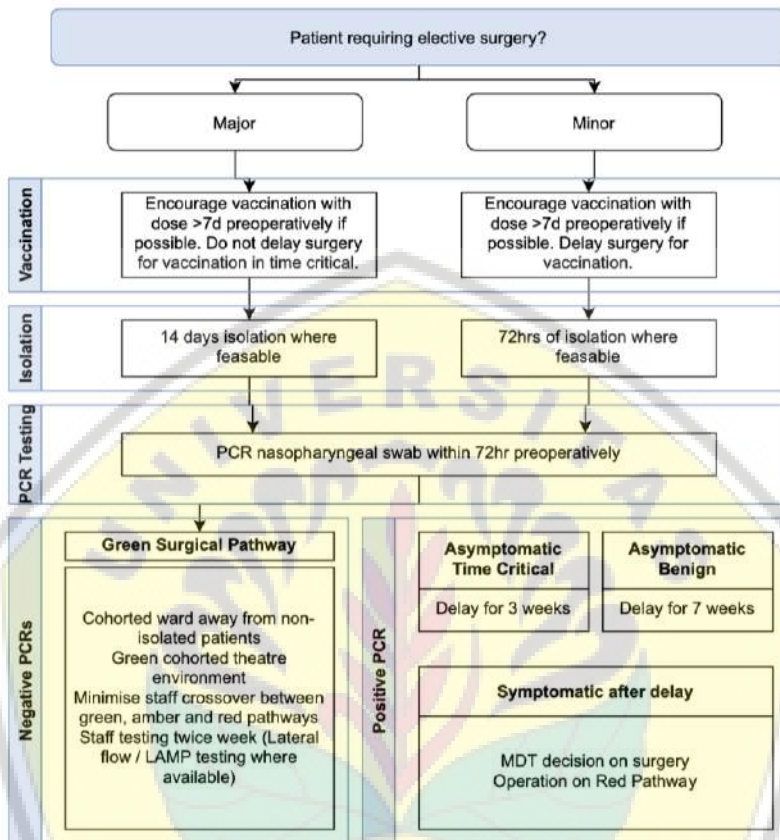 Patient requiring elective surgery?
Major
Minor
Vaccination
Encourage vaccination with
dose >7d preoperatively if
possible. Do not delay surgery
for vaccination in time critical.
Encourage vaccination with
dose >7d preoperatively if
possible. Delay surgery for
vaccination.
Isolation
14 days isolation where
feasable
72hrs of isolation where
feasable
PCR Testing
PCR nasopharyngeal swab within 72hr preoperatively
Negative PCRs
Green Surgical Pathway
Cohorted ward away from non-
isolated patients
Green cohorted theatre
environment
Minimise staff crossover between
green, amber and red pathways
Staff testing twice week (Lateral
flow / LAMP testing where
available)
Positive PCR
Asymptomatic
Time Critical
Delay for 3 weeks
Asymptomatic
Benign
Delay for 7 weeks
Symptomatic after delay
MDT decision on surgery
Operation on Red Pathway
UNIVERSITAS